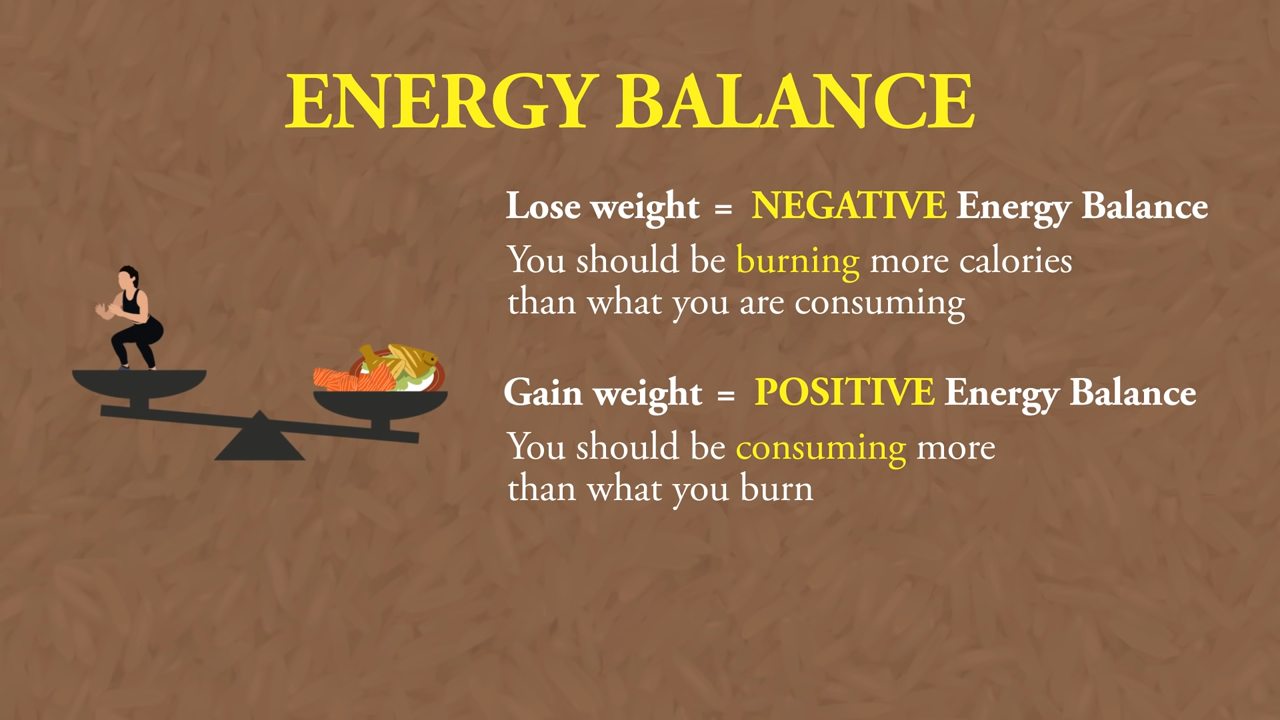 ENERGY BALANCE
Lose weight = NEGATIVE Energy Balance
You should be burning more calories
than what you are consuming
Gain weight = POSITIVE Energy Balance
You should be consuming more
than what you burn